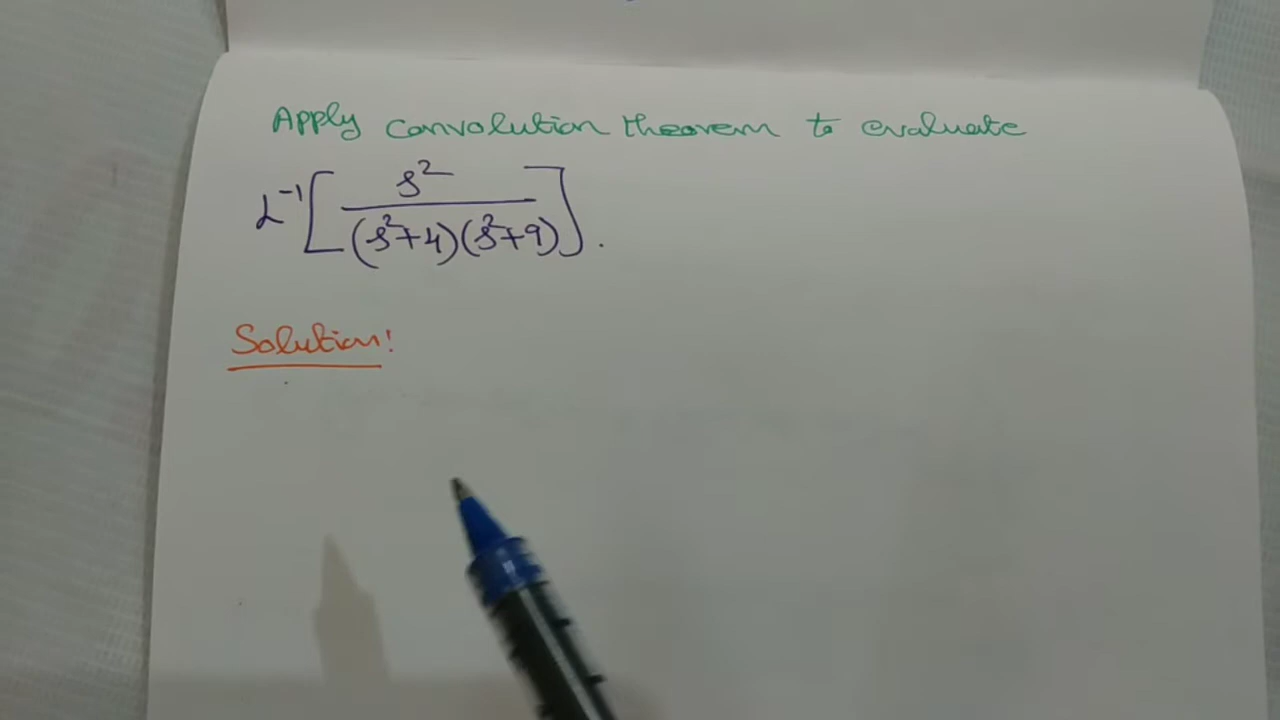 Apply convolution theorem to evaluate
L⁻¹[s²/((s²+4)(s²+9))].
Solution: